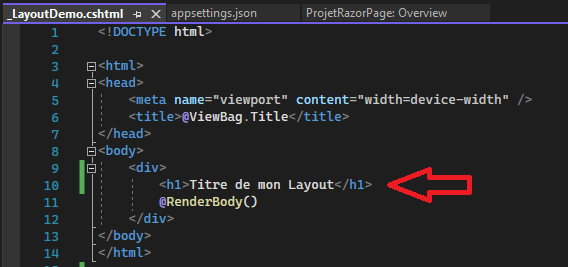 _LayoutDemo.cshtml appsettings.json ProjetRazorPage: Overview
1 <!DOCTYPE html>
2
3 <html>
4 <head>
5 <meta name="viewport" content="width=device-width" />
6 <title>@ViewBag.Title</title>
7 </head>
8 <body>
9 <div>
10 <h1>Titre de mon Layout</h1>
11 @RenderBody()
12 </div>
13 </body>
14 </html>